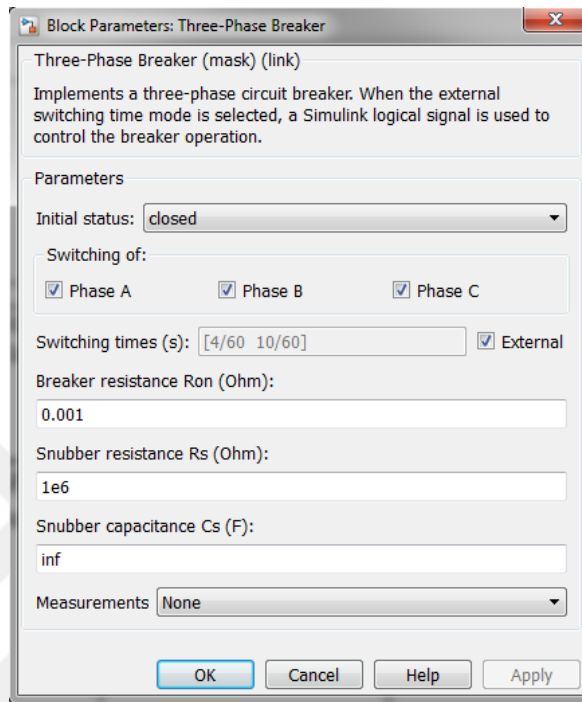 Block Parameters: Three-Phase Breaker
Three-Phase Breaker (mask) (link)
Implements a three-phase circuit breaker. When the external
switching time mode is selected, a Simulink logical signal is used to
control the breaker operation.
Parameters
Initial status: closed
Switching of:
Phase A Phase B Phase C
Switching times (s): [4/60 10/60] External
Breaker resistance Ron (Ohm):
0.001
Snubber resistance Rs (Ohm):
1e6
Snubber capacitance Cs (F):
inf
Measurements None
OK Cancel Help Apply